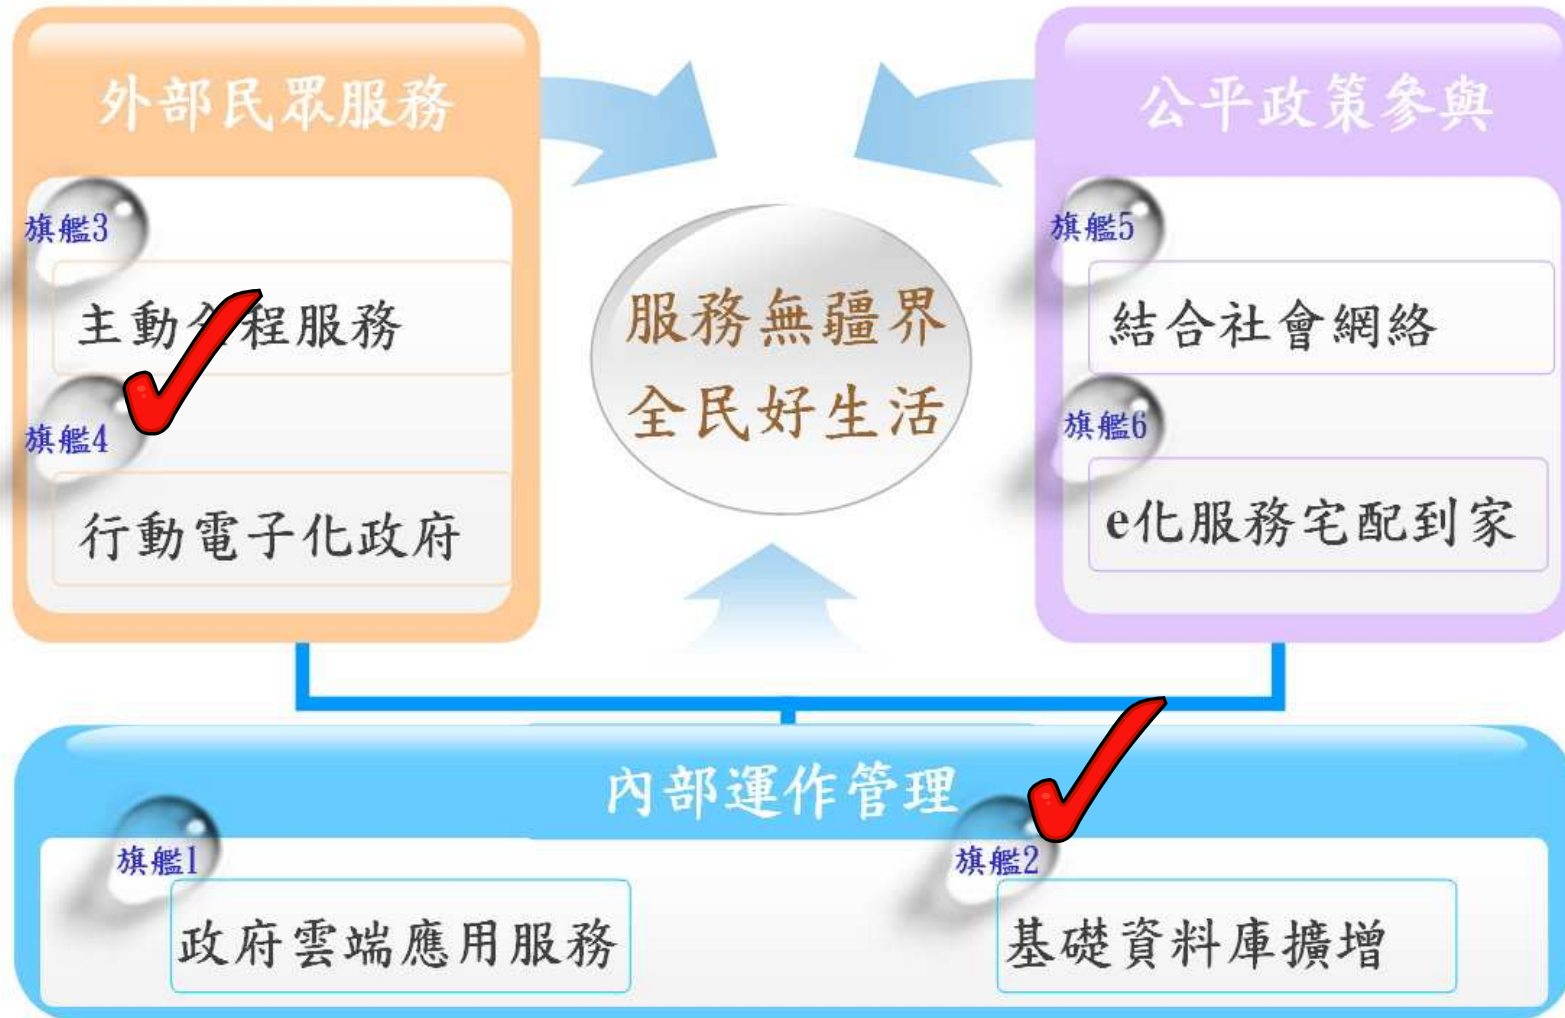 外部民眾服務
旗艦3
主動全程服務
旗艦4
行動電子化政府
服務無疆界
全民好生活
公平政策參與
旗艦5
結合社會網絡
旗艦6
e化服務宅配到家
內部運作管理
旗艦1
政府雲端應用服務
旗艦2
基礎資料庫擴增